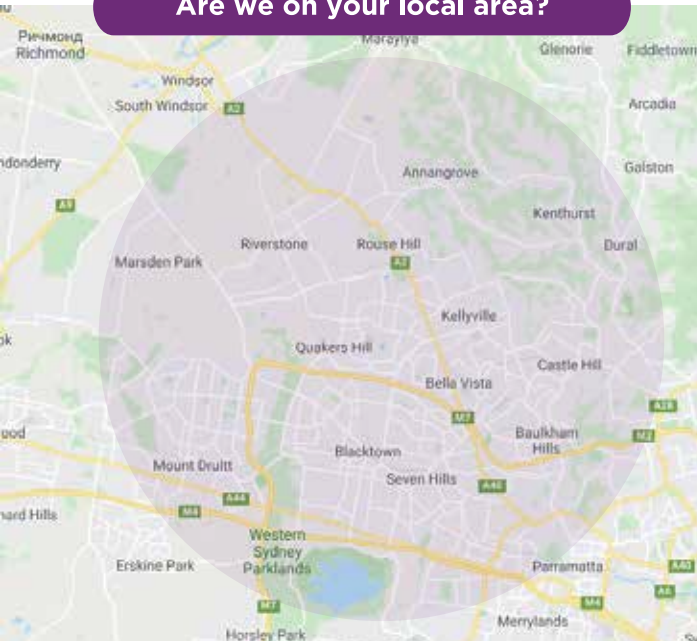 Are we on your local area?
Ричмонд
Richmond
Maraylya
Glenorie
Fiddletown
Windsor
South Windsor
A2
Arcadia
ndonderry
Annangrove
Galston
A9
Kenthurst
Riverstone
Rouse Hill
Dural
Marsden Park
A2
Kellyville
Quakers Hill
Castle Hill
Bella Vista
A28
M7
ood
Baulkham
Hills
M2
Blacktown
Mount Druitt
Seven Hills
A40
A44
M4
hard Hills
Western
Sydney
Parklands
Erskine Park
Parramatta
A40
A6
M7
M4
Merrylands
Horsley Park